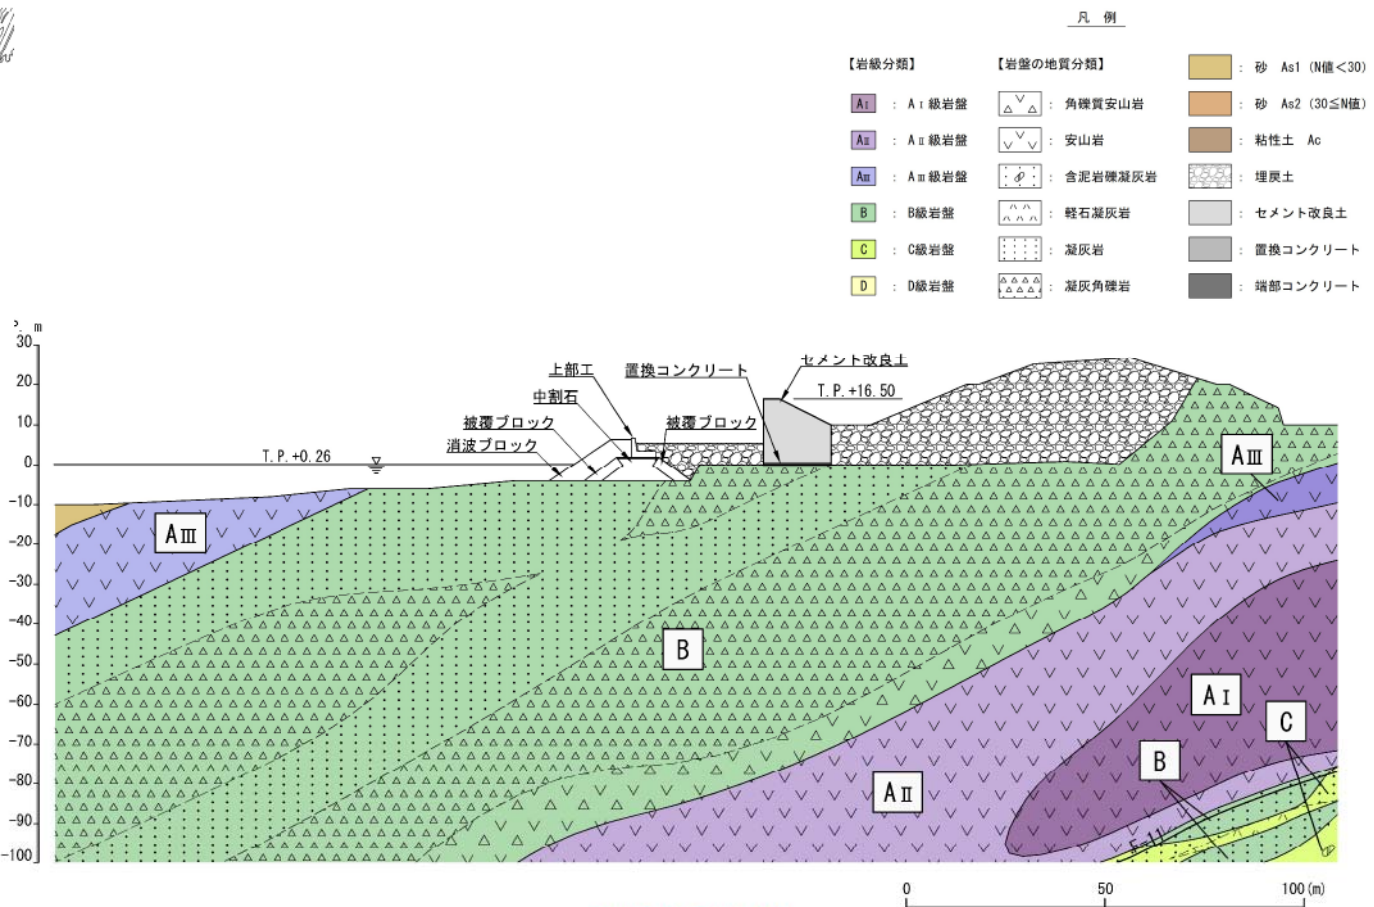 凡 例
【岩級分類】
AⅠ : AⅠ級岩盤
AⅡ : AⅡ級岩盤
AⅢ : AⅢ級岩盤
B : B級岩盤
C : C級岩盤
D : D級岩盤
【岩盤の地質分類】
: 角礫質安山岩
: 安山岩
: 含泥岩礫凝灰岩
: 軽石凝灰岩
: 凝灰岩
: 凝灰角礫岩
: 砂 As1 (N値<30)
: 砂 As2 (30≦N値)
: 粘性土 Ac
: 埋戻土
: セメント改良土
: 置換コンクリート
: 端部コンクリート
P. m
30
20
10
0
-10
-20
-30
-40
-50
-60
-70
-80
-90
-100
T.P.+0.26
消波ブロック
被覆ブロック
中割石
上部工
置換コンクリート
被覆ブロック
セメント改良土
T.P.+16.50
AⅢ
AⅢ
B
AⅠ
C
B
AⅡ
0
50
100(m)